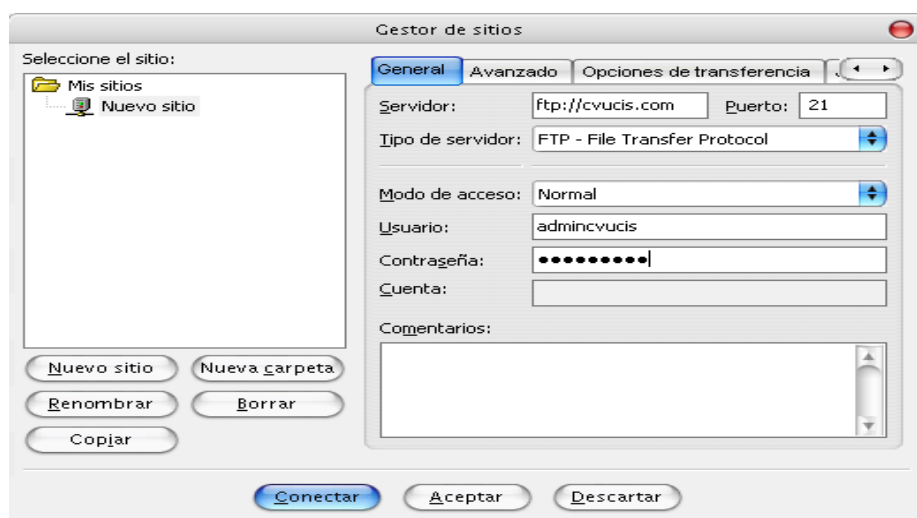 Gestor de sitios
Seleccione el sitio:
Mis sitios
Nuevo sitio
Nuevo sitio
Nueva carpeta
Renombrar
Borrar
Copiar
General
Avanzado
Opciones de transferencia
Servidor:
ftp://cvucis.com
Puerto:
21
Tipo de servidor:
FTP - File Transfer Protocol
Modo de acceso:
Normal
Usuario:
admincvucis
Contraseña:
●●●●●●●●●
Cuenta:
Comentarios:
Conectar
Aceptar
Descartar